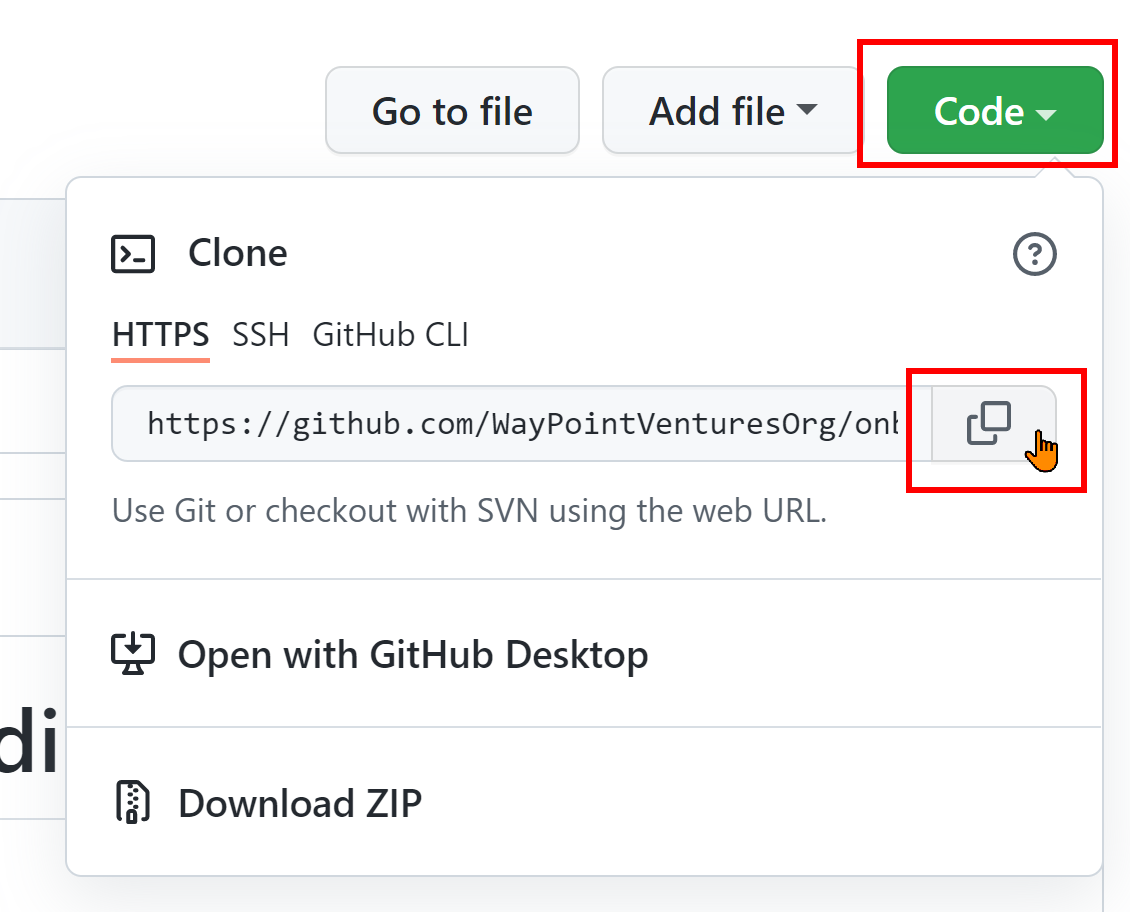 Go to file Add file Code
Clone
HTTPS SSH GitHub CLI
https://github.com/WayPointVenturesOrg/onb
Use Git or checkout with SVN using the web URL.
di
Open with GitHub Desktop
Download ZIP